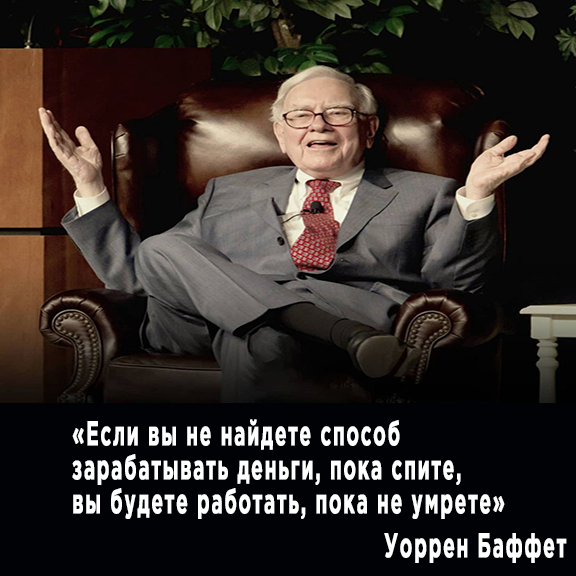 «Если вы не найдете способ
зарабатывать деньги, пока спите,
вы будете работать, пока не умрете»
Уоррен Баффет